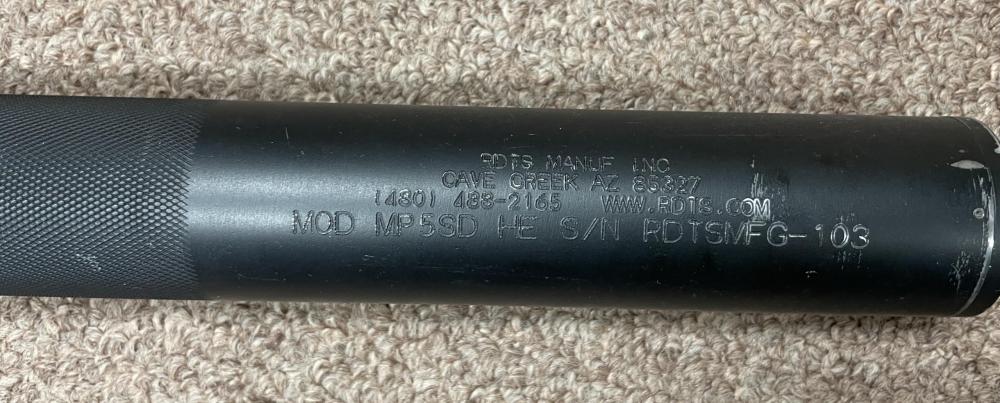 RDTS MANUF INC
CAVE CREEK AZ 85327
(480) 488-2165 WWW.RDTS.COM
MOD MP5SD HE S/N RDTSMFG-103